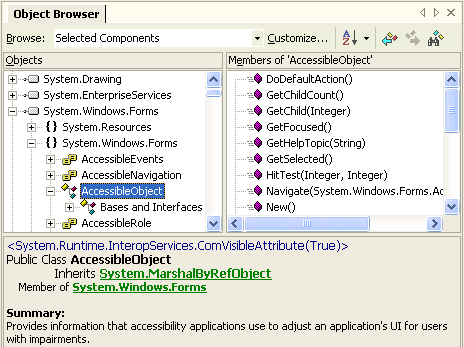 Object Browser
Browse: Selected Components Customize...
Objects
System.Drawing
System.EnterpriseServices
System.Windows.Forms
{} System.Resources
{} System.Windows.Forms
AccessibleEvents
AccessibleNavigation
AccessibleObject
Bases and Interfaces
AccessibleRole
Members of 'AccessibleObject'
DoDefaultAction()
GetChildCount()
GetChild(Integer)
GetFocused()
GetHelpTopic(String)
GetSelected()
HitTest(Integer, Integer)
Navigate(System.Windows.Forms.Ac
New()
<System.Runtime.InteropServices.ComVisibleAttribute(True)>
Public Class AccessibleObject
Inherits System.MarshalByRefObject
Member of System.Windows.Forms
Summary:
Provides information that accessibility applications use to adjust an application's UI for users
with impairments.